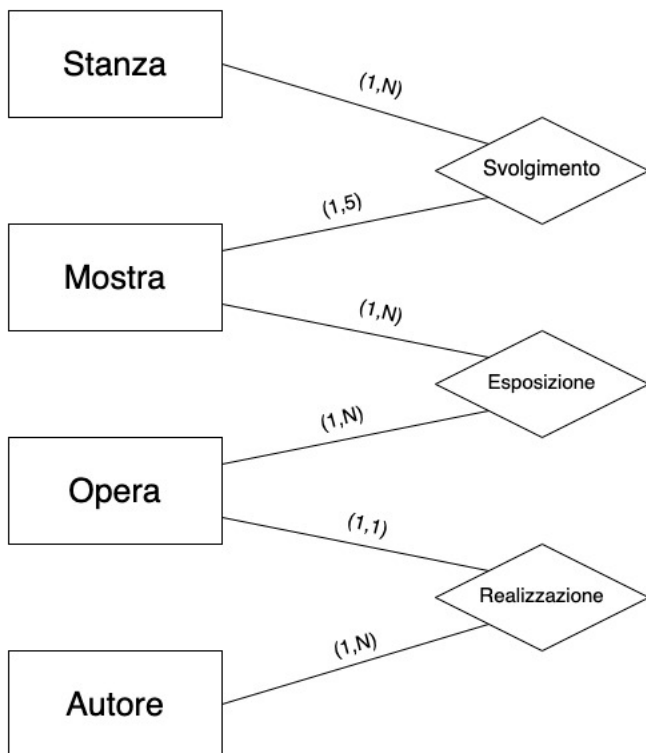 Stanza
(1,N)
Svolgimento
(1,5)
Mostra
(1,N)
Esposizione
(1,N)
Opera
(1,1)
Realizzazione
(1,N)
Autore